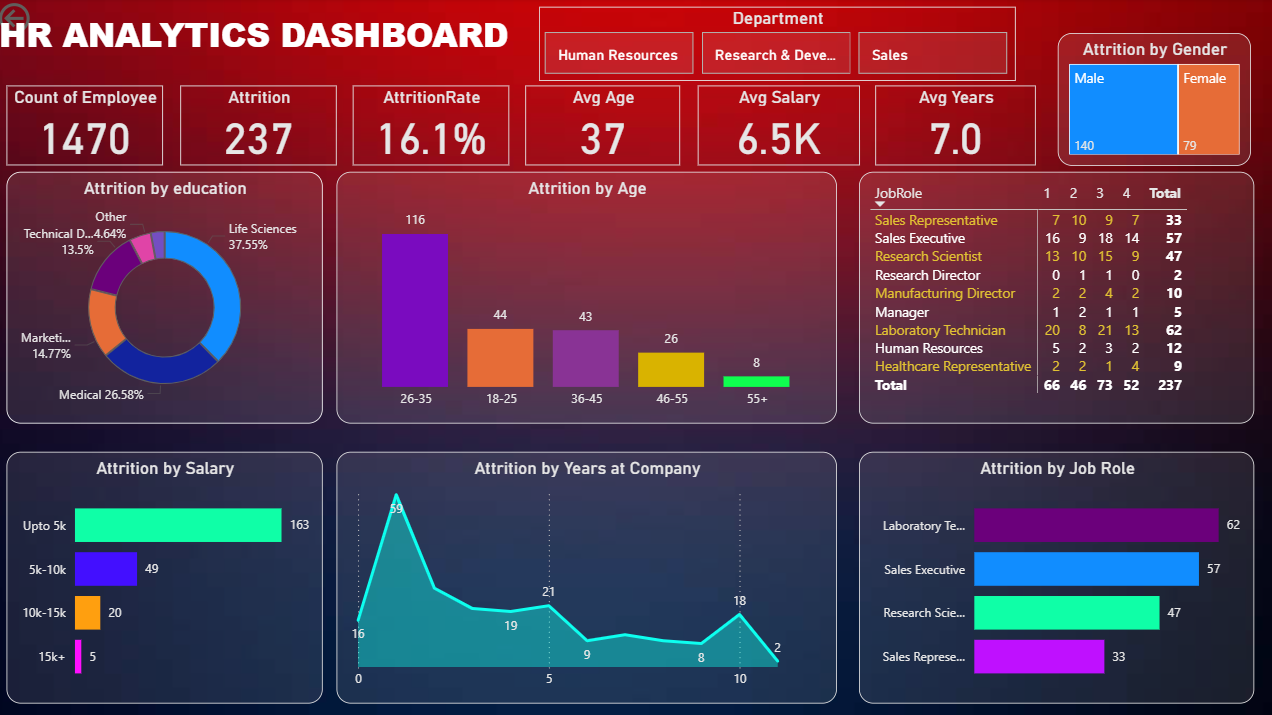 HR ANALYTICS DASHBOARD
Department
Human Resources
Research & Deve...
Sales
Attrition by Gender
Male
Female
140
79
Count of Employee
1470
Attrition
237
AttritionRate
16.1%
Avg Age
37
Avg Salary
6.5K
Avg Years
7.0
Attrition by education
Other
4.64%
Technical D...
13.5%
Life Sciences
37.55%
Marketi...
14.77%
Medical 26.58%
Attrition by Age
116
44
43
26
8
26-35
18-25
36-45
46-55
55+
JobRole 1 2 3 4 Total
Sales Representative 7 10 9 7 33
Sales Executive 16 9 18 14 57
Research Scientist 13 10 15 9 47
Research Director 0 1 1 0 2
Manufacturing Director 2 2 4 2 10
Manager 1 2 1 1 5
Laboratory Technician 20 8 21 13 62
Human Resources 5 2 3 2 12
Healthcare Representative 2 2 1 4 9
Total 66 46 73 52 237
Attrition by Salary
Upto 5k 163
5k-10k 49
10k-15k 20
15k+ 5
Attrition by Years at Company
59
16
19
21
9
8
18
2
0
5
10
Attrition by Job Role
Laboratory Te... 62
Sales Executive 57
Research Scie... 47
Sales Represe... 33